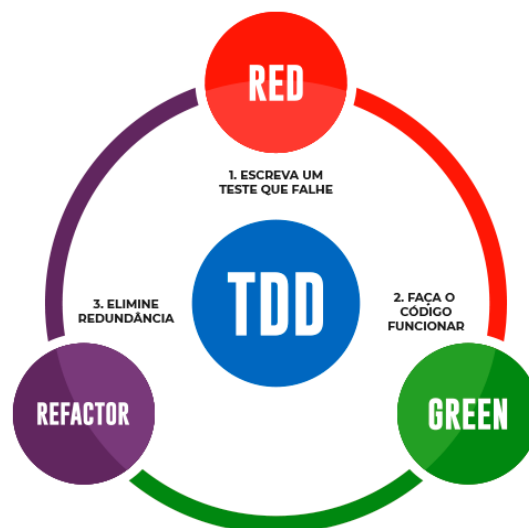 RED
1. ESCREVA UM
TESTE QUE FALHE
TDD
3. ELIMINE
REDUNDÂNCIA
2. FAÇA O
CÓDIGO
FUNCIONAR
REFACTOR
GREEN